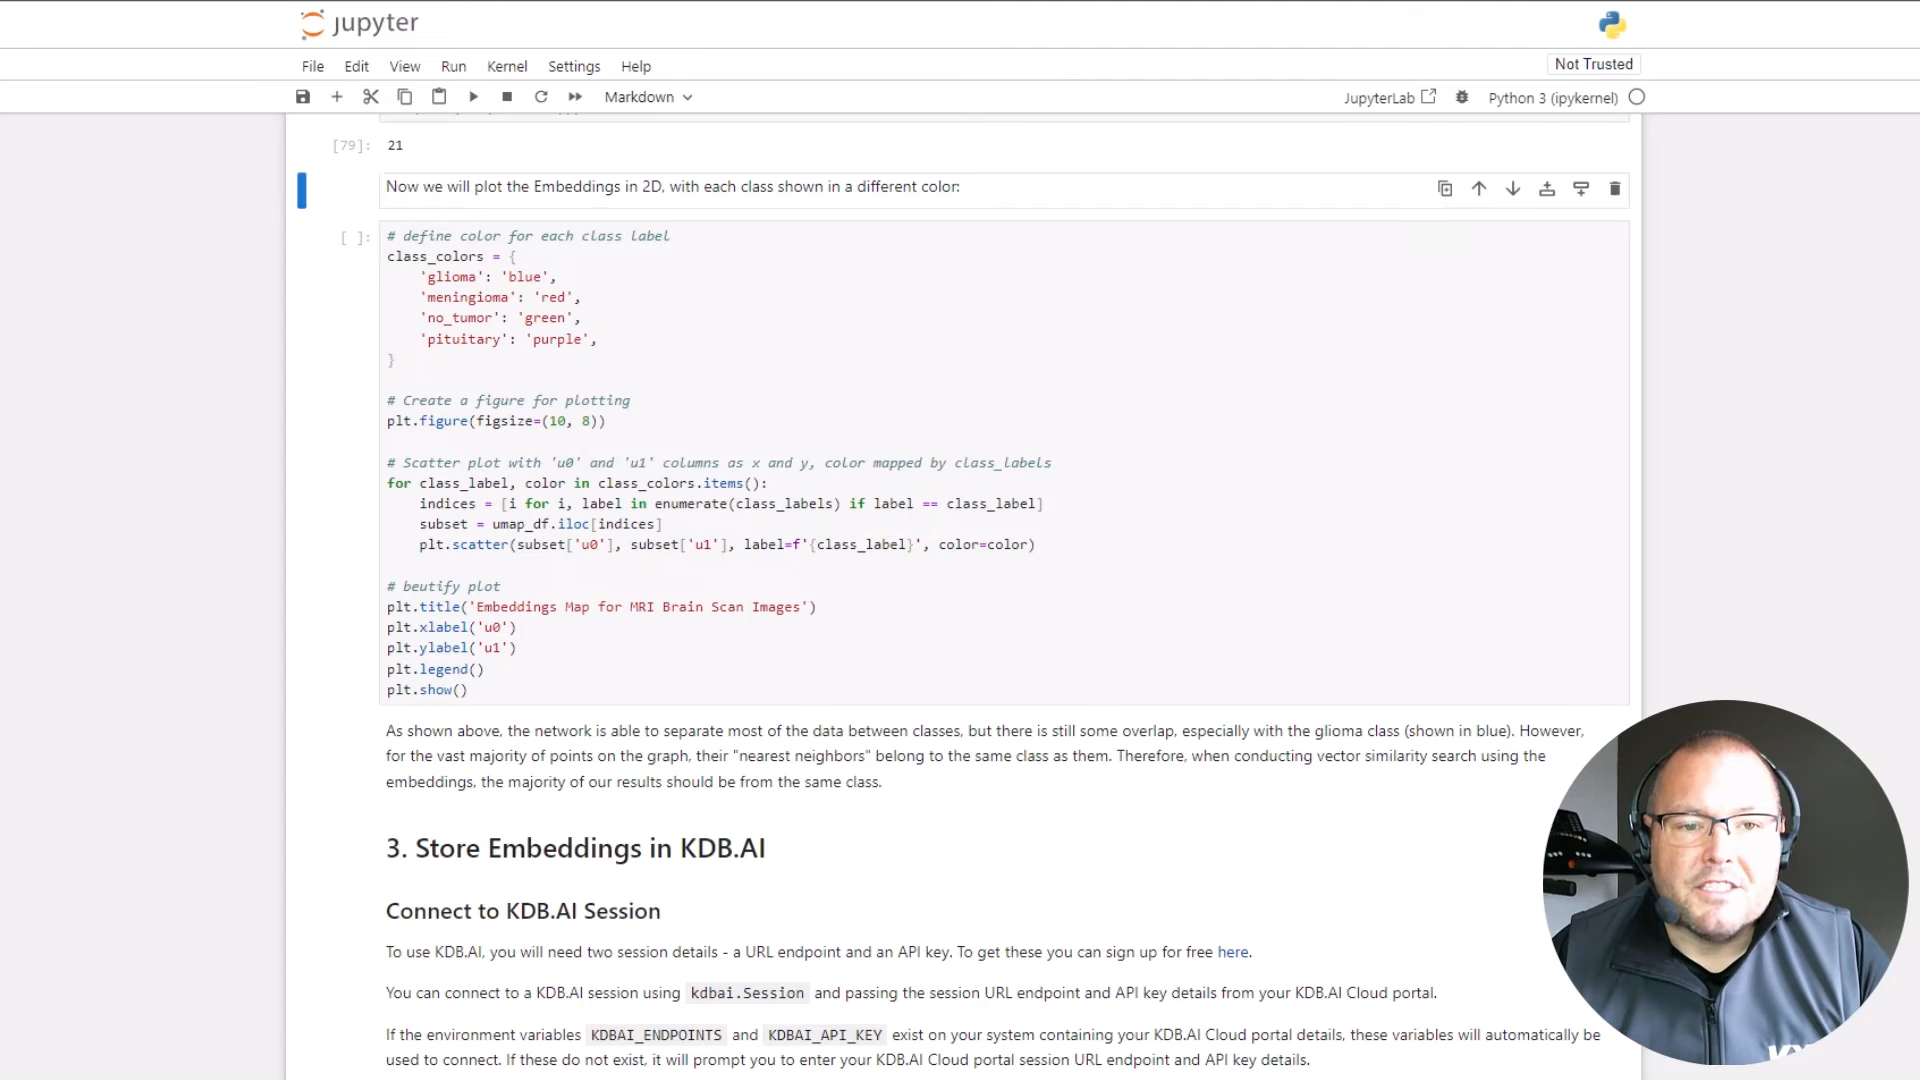 jupyter
File Edit View Run Kernel Settings Help
Not Trusted
Markdown
JupyterLab
Python 3 (ipykernel)
[79]: 21
Now we will plot the Embeddings in 2D, with each class shown in a different color:
[ ]: # define color for each class label
class_colors = {
'glioma': 'blue',
'meningioma': 'red',
'no_tumor': 'green',
'pituitary': 'purple',
}
# Create a figure for plotting
plt.figure(figsize=(10, 8))
# Scatter plot with 'u0' and 'u1' columns as x and y, color mapped by class_labels
for class_label, color in class_colors.items():
indices = [i for i, label in enumerate(class_labels) if label == class_label]
subset = umap_df.iloc[indices]
plt.scatter(subset['u0'], subset['u1'], label=f'{class_label}', color=color)
# beutify plot
plt.title('Embeddings Map for MRI Brain Scan Images')
plt.xlabel('u0')
plt.ylabel('u1')
plt.legend()
plt.show()
As shown above, the network is able to separate most of the data between classes, but there is still some overlap, especially with the glioma class (shown in blue). However,
for the vast majority of points on the graph, their "nearest neighbors" belong to the same class as them. Therefore, when conducting vector similarity search using the
embeddings, the majority of our results should be from the same class.
3. Store Embeddings in KDB.AI
Connect to KDB.AI Session
To use KDB.AI, you will need two session details - a URL endpoint and an API key. To get these you can sign up for free here.
You can connect to a KDB.AI session using kdbai.Session and passing the session URL endpoint and API key details from your KDB.AI Cloud portal.
If the environment variables KDBAI_ENDPOINTS and KDBAI_API_KEY exist on your system containing your KDB.AI Cloud portal details, these variables will automatically be
used to connect. If these do not exist, it will prompt you to enter your KDB.AI Cloud portal session URL endpoint and API key details.